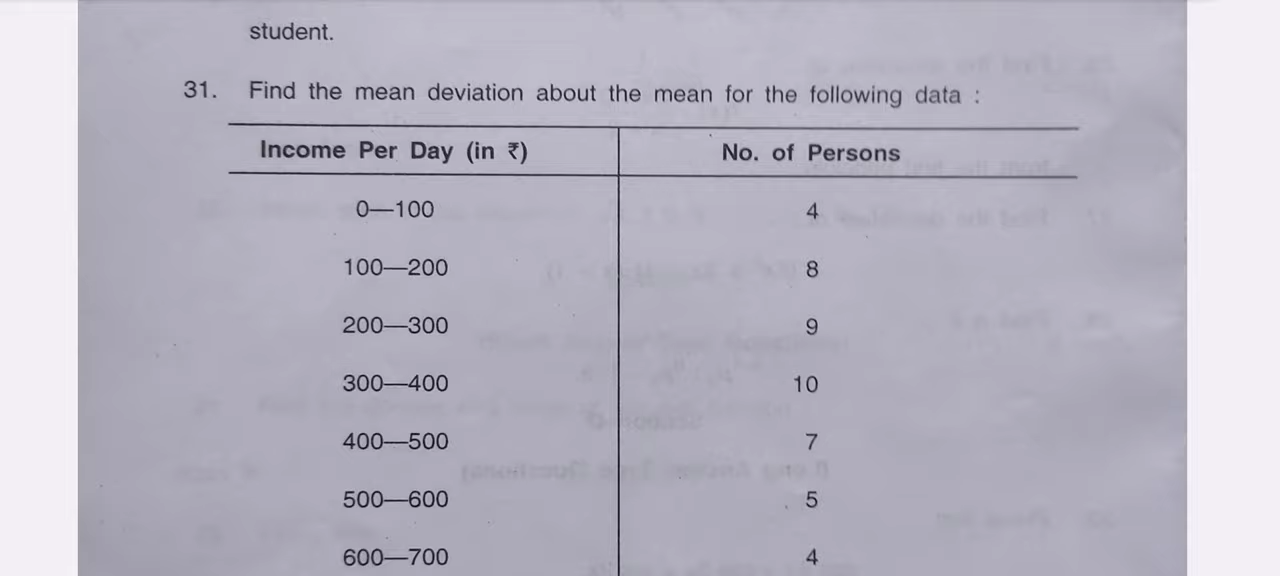 student.
31. Find the mean deviation about the mean for the following data :
Income Per Day (in ₹) No. of Persons
0—100 4
100—200 8
200—300 9
300—400 10
400—500 7
500—600 5
600—700 4